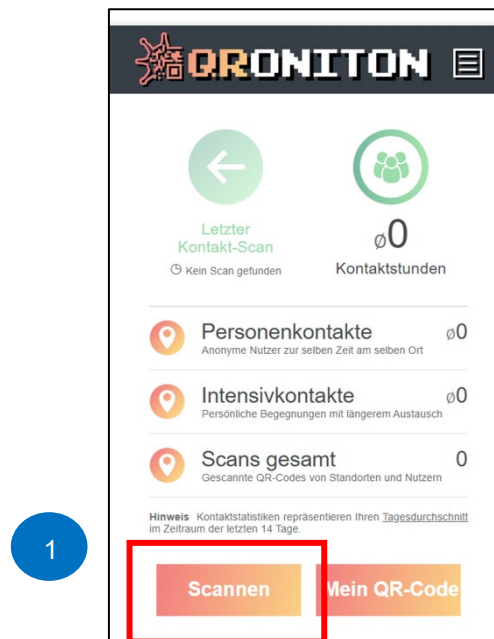 QRONITON
Letzter
Kontakt-Scan
Kein Scan gefunden
ø0
Kontaktstunden
Personenkontakte ø0
Anonyme Nutzer zur selben Zeit am selben Ort
Intensivkontakte ø0
Persönliche Begegnungen mit längerem Austausch
Scans gesamt 0
Gescannte QR-Codes von Standorten und Nutzern
Hinweis Kontaktstatistiken repräsentieren Ihren Tagesdurchschnitt
im Zeitraum der letzten 14 Tage.
1
Scannen Mein QR-Code